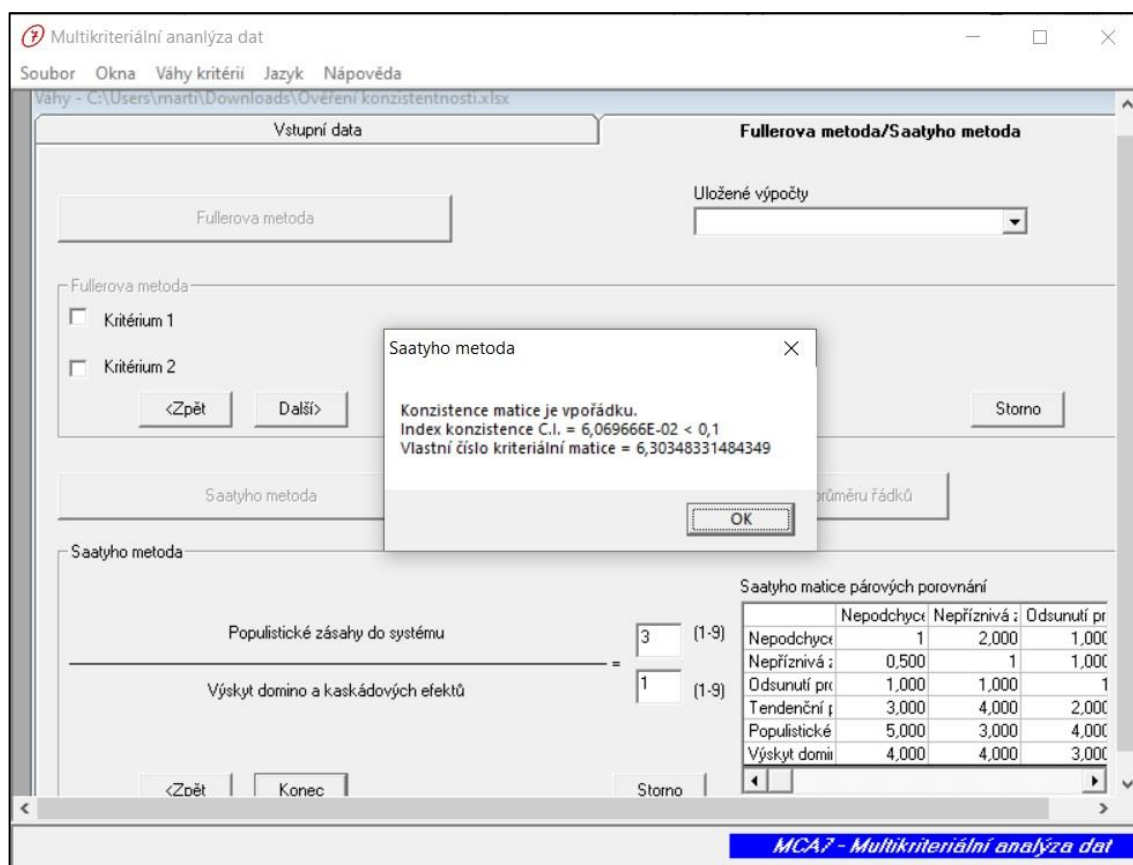 Multikriteriální ananlýza dat
Soubor Okna Váhy kritérií Jazyk Nápověda
Váhy - C:\Users\marti\Downloads\Ověření konzistentnosti.xlsx
Vstupní data
Fullerova metoda/Saatyho metoda
Fullerova metoda
Uložené výpočty
Fullerova metoda
Kritérium 1
Kritérium 2
<Zpět Další> Storno
Saatyho metoda
Konzistence matice je vpořádku.
Index konzistence C.I. = 6,069666E-02 < 0,1
Vlastní číslo kriteriální matice = 6,30348331484349
OK
Saatyho metoda
průměru řádků
Saatyho metoda
Populistické zásahy do systému
3 (1-9)
=
Výskyt domino a kaskádových efektů
1 (1-9)
Saatyho matice párových porovnání
Nepodchyce Nepříznivá z Odsunutí pr
Nepodchyce 1 2,000 1,000
Nepříznivá z 0,500 1 1,000
Odsunutí pro 1,000 1,000 1
Tendenční p 3,000 4,000 2,000
Populistické 5,000 3,000 4,000
Výskyt domin 4,000 4,000 3,000
<Zpět Konec Storno
MCA7 - Multikriteriální analýza dat